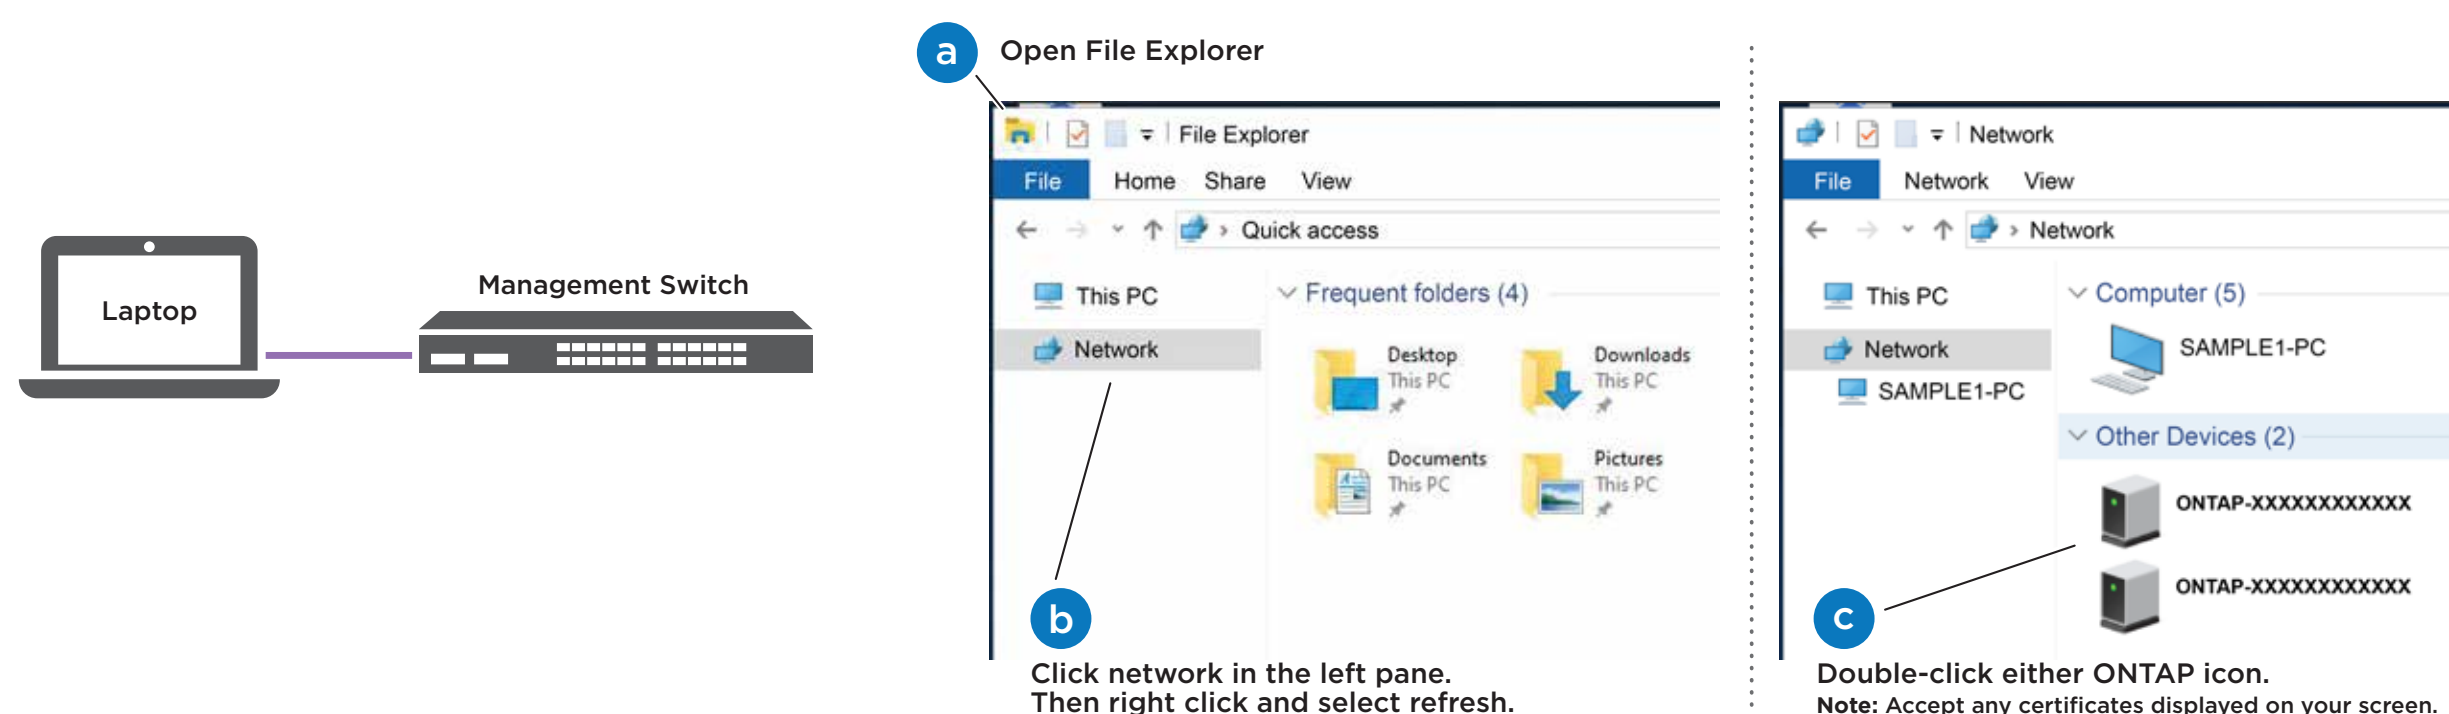 Laptop
Management Switch
a
Open File Explorer
File Explorer
File Home Share View
Quick access
This PC
Network
Frequent folders (4)
Desktop
This PC
Downloads
This PC
Documents
This PC
Pictures
This PC
b
Click network in the left pane.
Then right click and select refresh.
Network
File Network View
Network
This PC
Network
SAMPLE1-PC
Computer (5)
SAMPLE1-PC
Other Devices (2)
ONTAP-XXXXXXXXXXXX
ONTAP-XXXXXXXXXXXX
c
Double-click either ONTAP icon.
Note: Accept any certificates displayed on your screen.